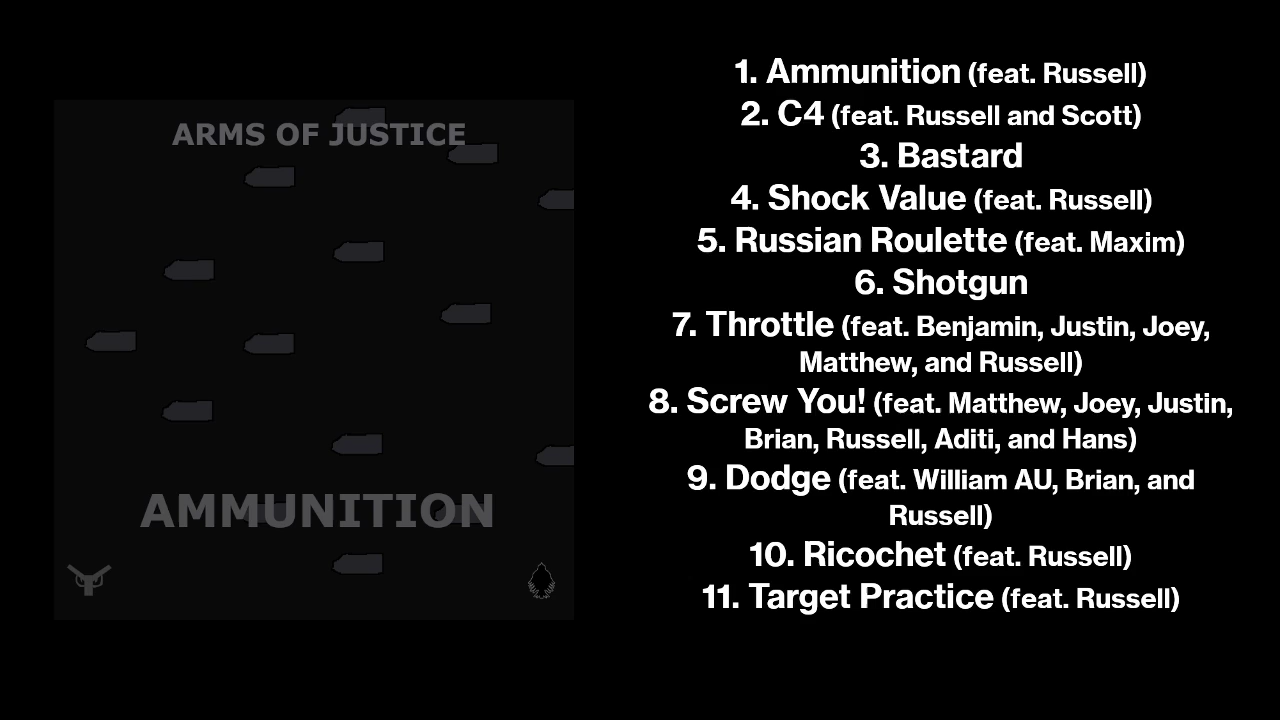 ARMS OF JUSTICE
AMMUNITION
1. Ammunition (feat. Russell)
2. C4 (feat. Russell and Scott)
3. Bastard
4. Shock Value (feat. Russell)
5. Russian Roulette (feat. Maxim)
6. Shotgun
7. Throttle (feat. Benjamin, Justin, Joey,
Matthew, and Russell)
8. Screw You! (feat. Matthew, Joey, Justin,
Brian, Russell, Aditi, and Hans)
9. Dodge (feat. William AU, Brian, and
Russell)
10. Ricochet (feat. Russell)
11. Target Practice (feat. Russell)